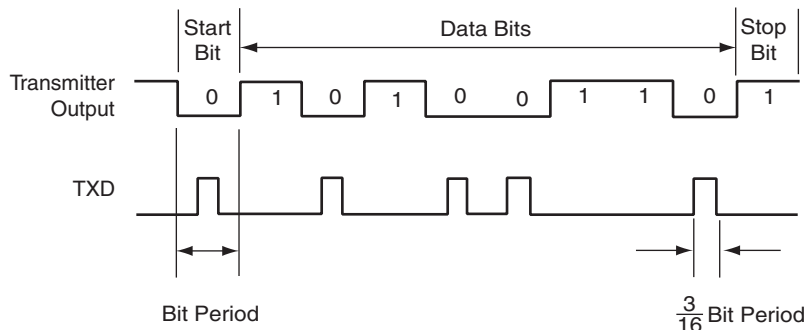 Start Bit
Data Bits
Stop Bit
Transmitter Output
0 1 0 1 0 0 1 1 0 1
TXD
Bit Period
3/16 Bit Period